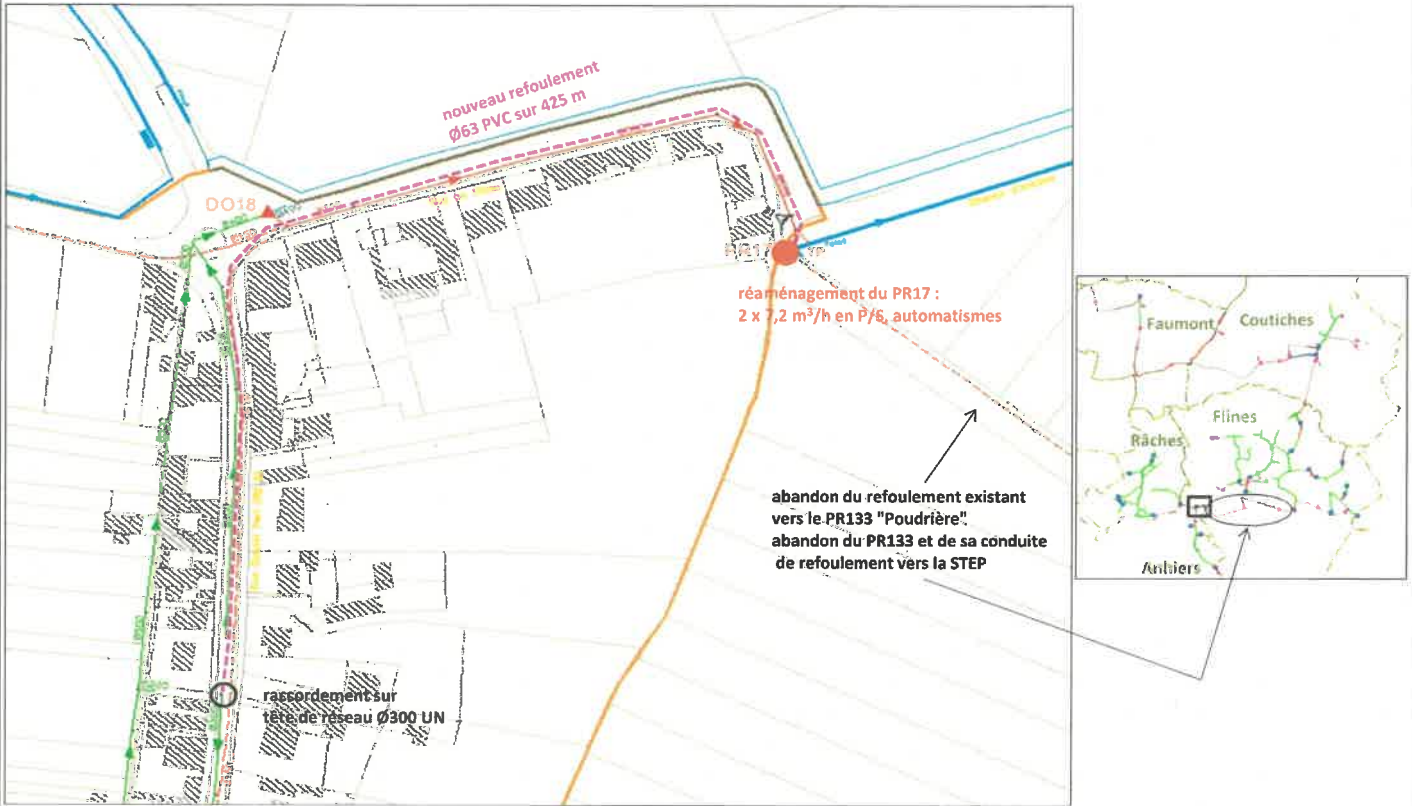 nouveau refoulement
Ø63 PVC sur 425 m
DO18
réaménagement du PR17 :
2 x 7,2 m³/h en P/S, automatismes
abandon du refoulement existant
vers le PR133 "Poudrière"
abandon du PR133 et de sa conduite
de refoulement vers la STEP
rassordement sur
tête de réseau Ø300 UN
Faumont
Coutiches
Flines
Râches
Anhiers